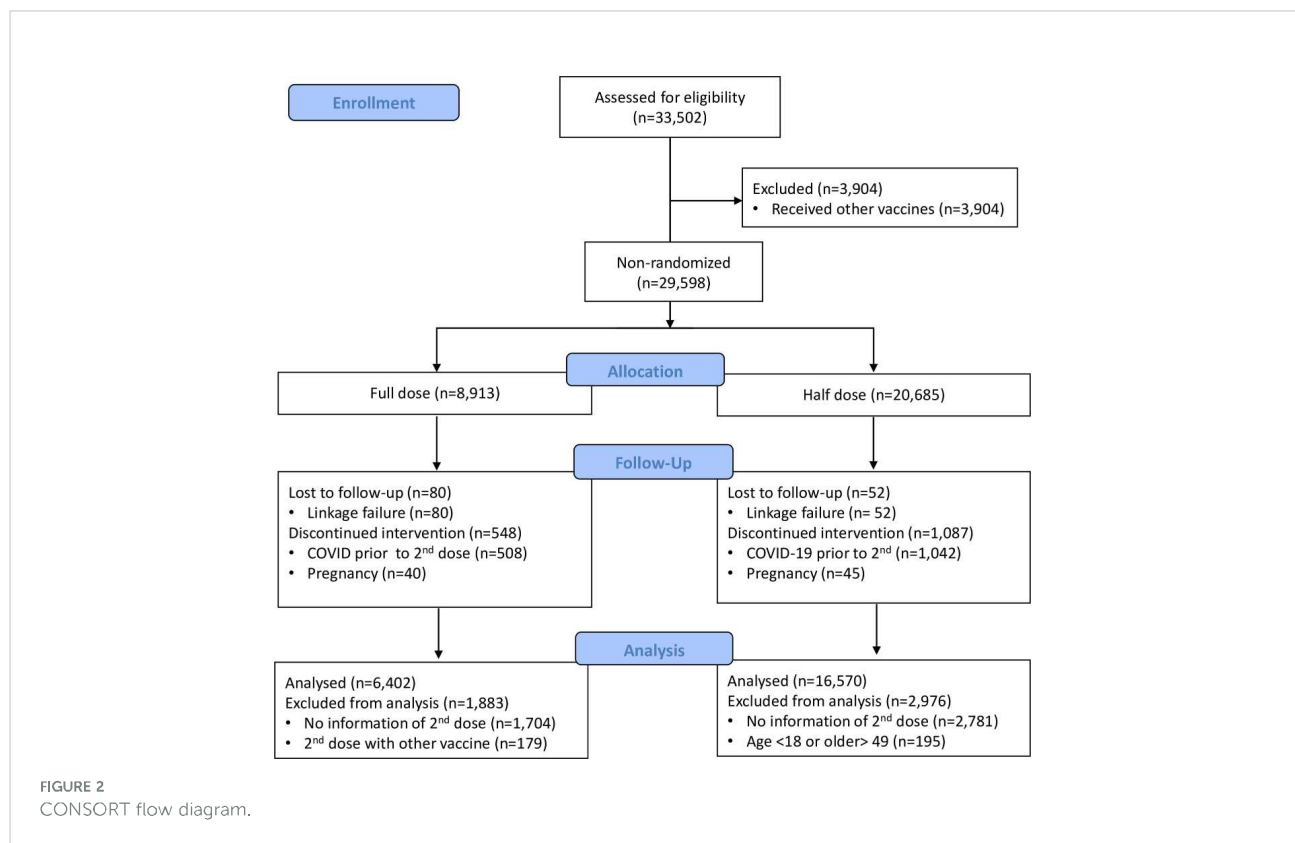 Enrollment
Assessed for eligibility
(n=33,502)
Excluded (n=3,904)
• Received other vaccines (n=3,904)
Non-randomized
(n=29,598)
Allocation
Full dose (n=8,913)
Half dose (n=20,685)
Follow-Up
Lost to follow-up (n=80)
• Linkage failure (n=80)
Discontinued intervention (n=548)
• COVID prior to 2nd dose (n=508)
• Pregnancy (n=40)
Lost to follow-up (n=52)
• Linkage failure (n= 52)
Discontinued intervention (n=1,087)
• COVID-19 prior to 2nd (n=1,042)
• Pregnancy (n=45)
Analysis
Analysed (n=6,402)
Excluded from analysis (n=1,883)
• No information of 2nd dose (n=1,704)
• 2nd dose with other vaccine (n=179)
Analysed (n=16,570)
Excluded from analysis (n=2,976)
• No information of 2nd dose (n=2,781)
• Age <18 or older> 49 (n=195)
FIGURE 2
CONSORT flow diagram.